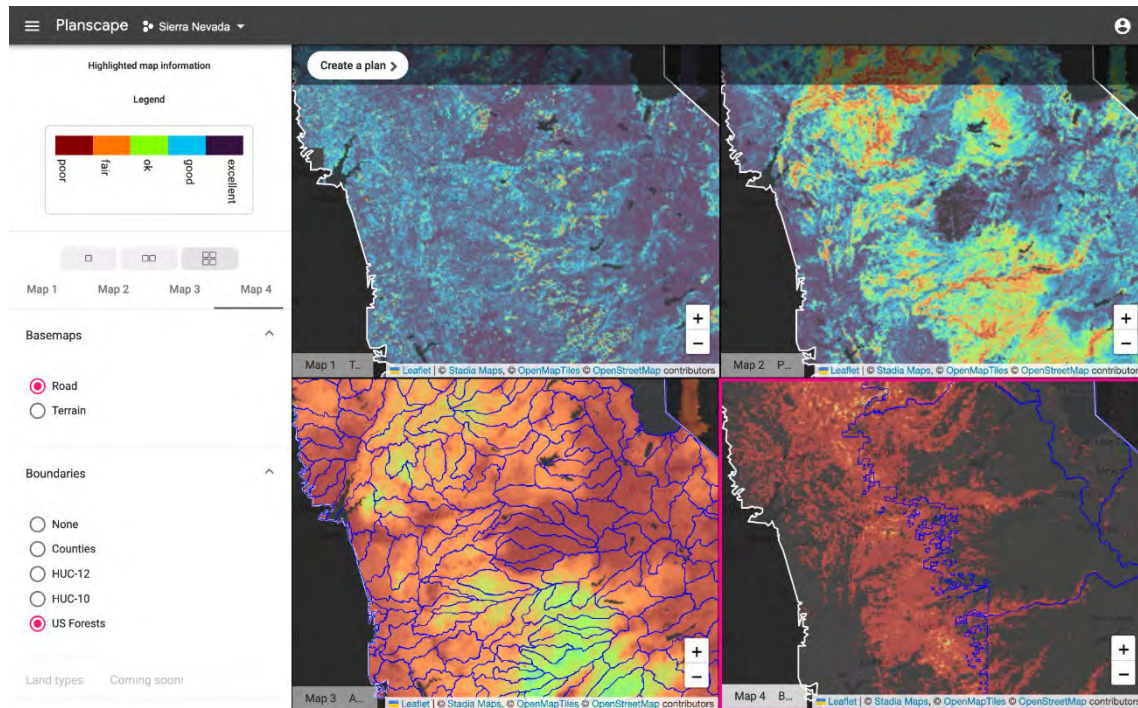 Planscape
Sierra Nevada
Highlighted map information
Legend
poor
fair
ok
good
excellent
Map 1
Map 2
Map 3
Map 4
Basemaps
Road
Terrain
Boundaries
None
Counties
HUC-12
HUC-10
US Forests
Land types
Coming soon!
Create a plan
+
−
Map 1 T...
Leaflet | © Stadia Maps, © OpenMapTiles © OpenStreetMap contributors
+
−
Map 2 P...
Leaflet | © Stadia Maps, © OpenMapTiles © OpenStreetMap contributors
+
−
Map 3 A...
Leaflet | © Stadia Maps, © OpenMapTiles © OpenStreetMap contributors
+
−
Map 4 B...
Leaflet | © Stadia Maps, © OpenMapTiles © OpenStreetMap contributors